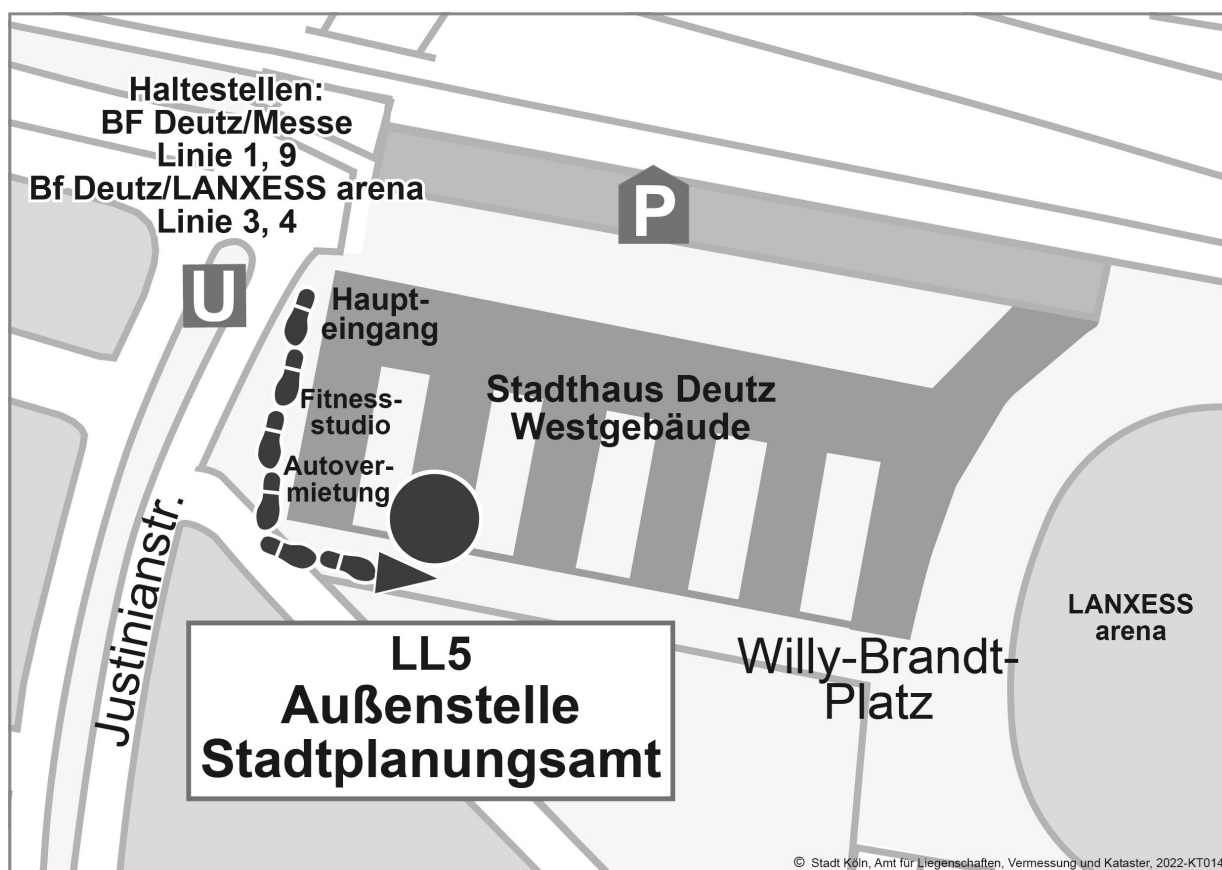 Haltestellen:
BF Deutz/Messe
Linie 1, 9
Bf Deutz/LANXESS arena
Linie 3, 4
P
U
Haupt-
eingang
Fitness-
studio
Autover-
mietung
Stadthaus Deutz
Westgebäude
Justinianstr.
LANXESS
arena
Willy-Brandt-
Platz
LL5
Außenstelle
Stadtplanungsamt
© Stadt Köln, Amt für Liegenschaften, Vermessung und Kataster, 2022-KT014